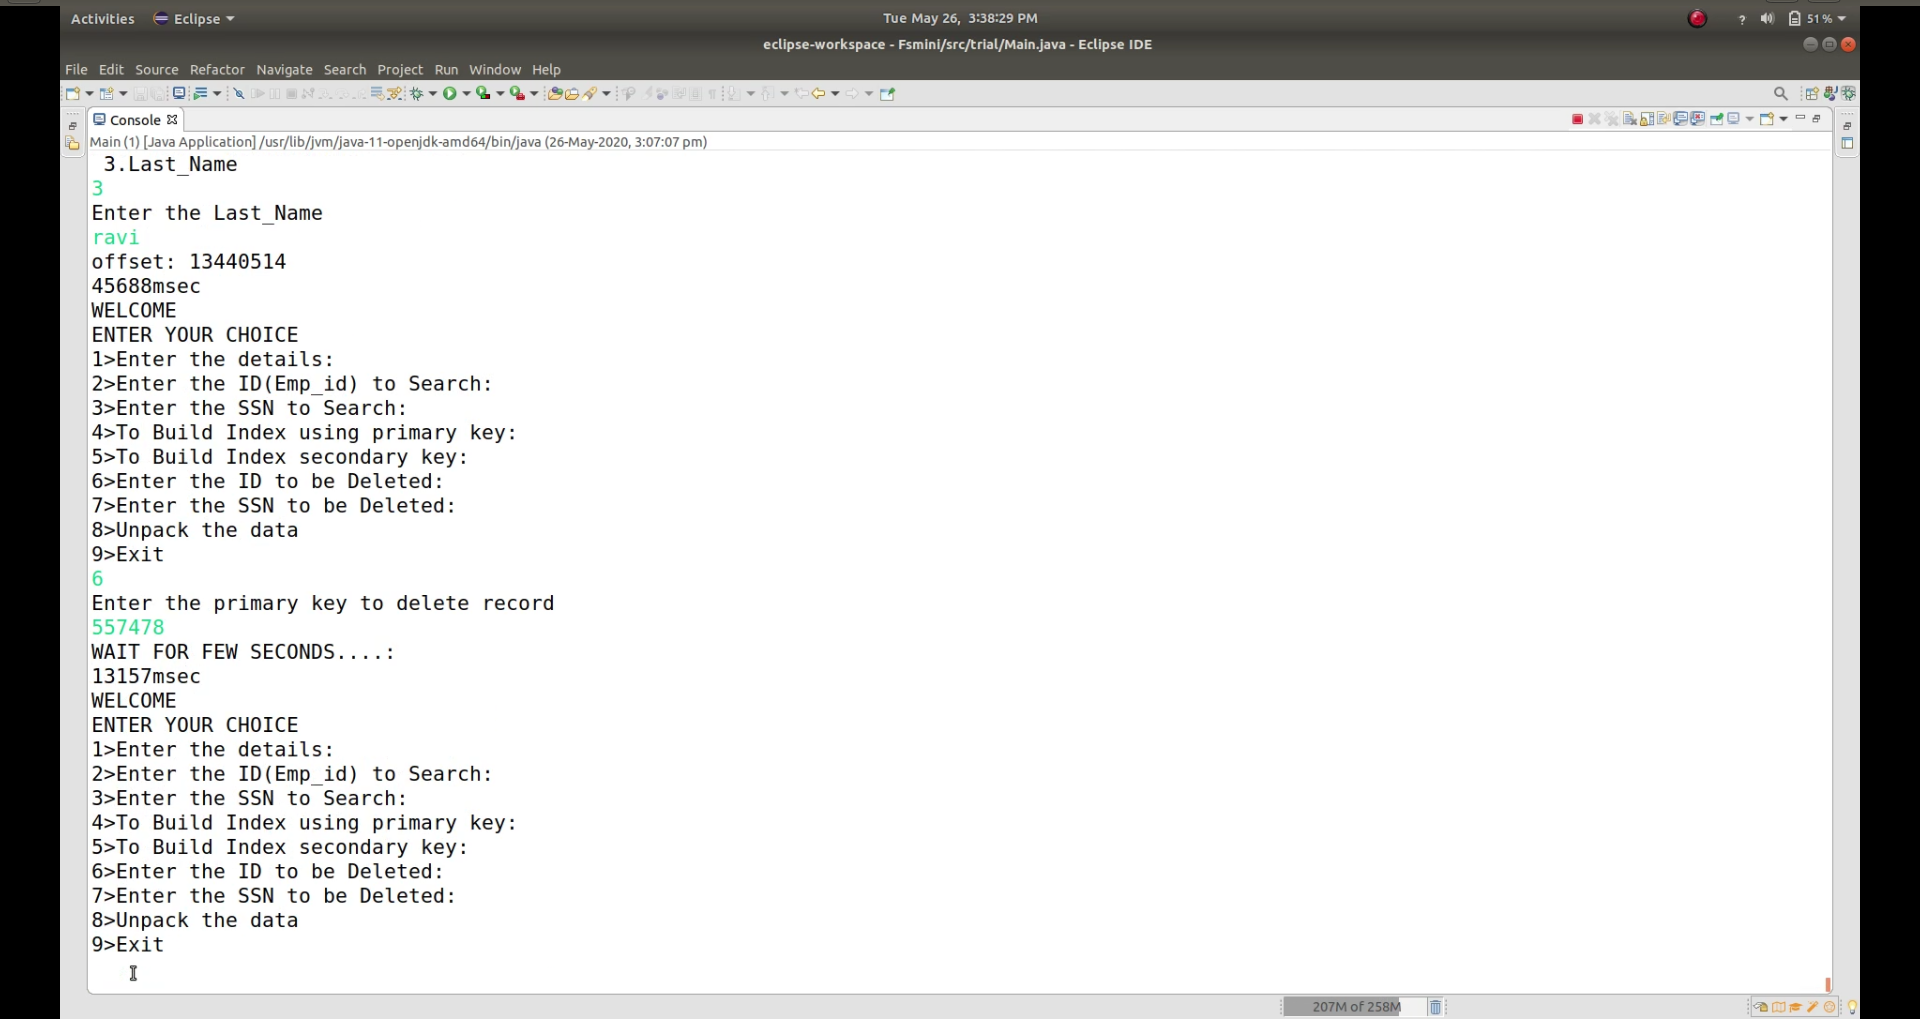 Activities Eclipse Tue May 26, 3:38:29 PM ? 51%
eclipse-workspace - Fsmini/src/trial/Main.java - Eclipse IDE
File Edit Source Refactor Navigate Search Project Run Window Help
Console
Main (1) [Java Application] /usr/lib/jvm/java-11-openjdk-amd64/bin/java (26-May-2020, 3:07:07 pm)
3.Last_Name
3
Enter the Last_Name
ravi
offset: 13440514
45688msec
WELCOME
ENTER YOUR CHOICE
1>Enter the details:
2>Enter the ID(Emp_id) to Search:
3>Enter the SSN to Search:
4>To Build Index using primary key:
5>To Build Index secondary key:
6>Enter the ID to be Deleted:
7>Enter the SSN to be Deleted:
8>Unpack the data
9>Exit
6
Enter the primary key to delete record
557478
WAIT FOR FEW SECONDS....:
13157msec
WELCOME
ENTER YOUR CHOICE
1>Enter the details:
2>Enter the ID(Emp_id) to Search:
3>Enter the SSN to Search:
4>To Build Index using primary key:
5>To Build Index secondary key:
6>Enter the ID to be Deleted:
7>Enter the SSN to be Deleted:
8>Unpack the data
9>Exit
207M of 258M